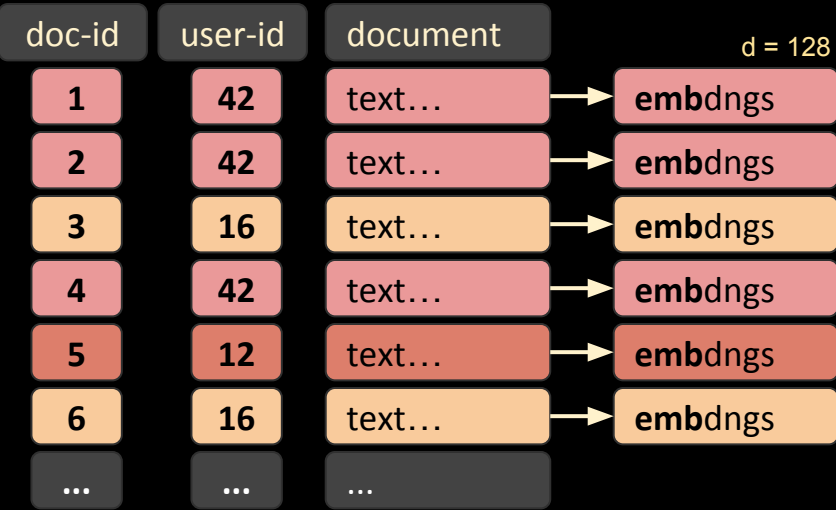 doc-id user-id document
d = 128
1 42 text... embdngs
2 42 text... embdngs
3 16 text... embdngs
4 42 text... embdngs
5 12 text... embdngs
6 16 text... embdngs
... ... ...